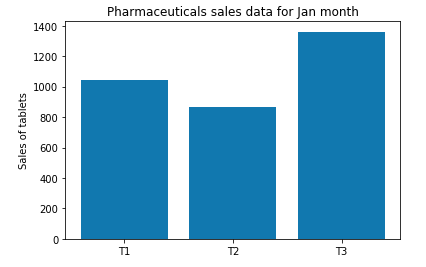 Pharmaceuticals sales data for Jan month
1400
1200
1000
800
600
400
200
0
Sales of tablets
T1 T2 T3